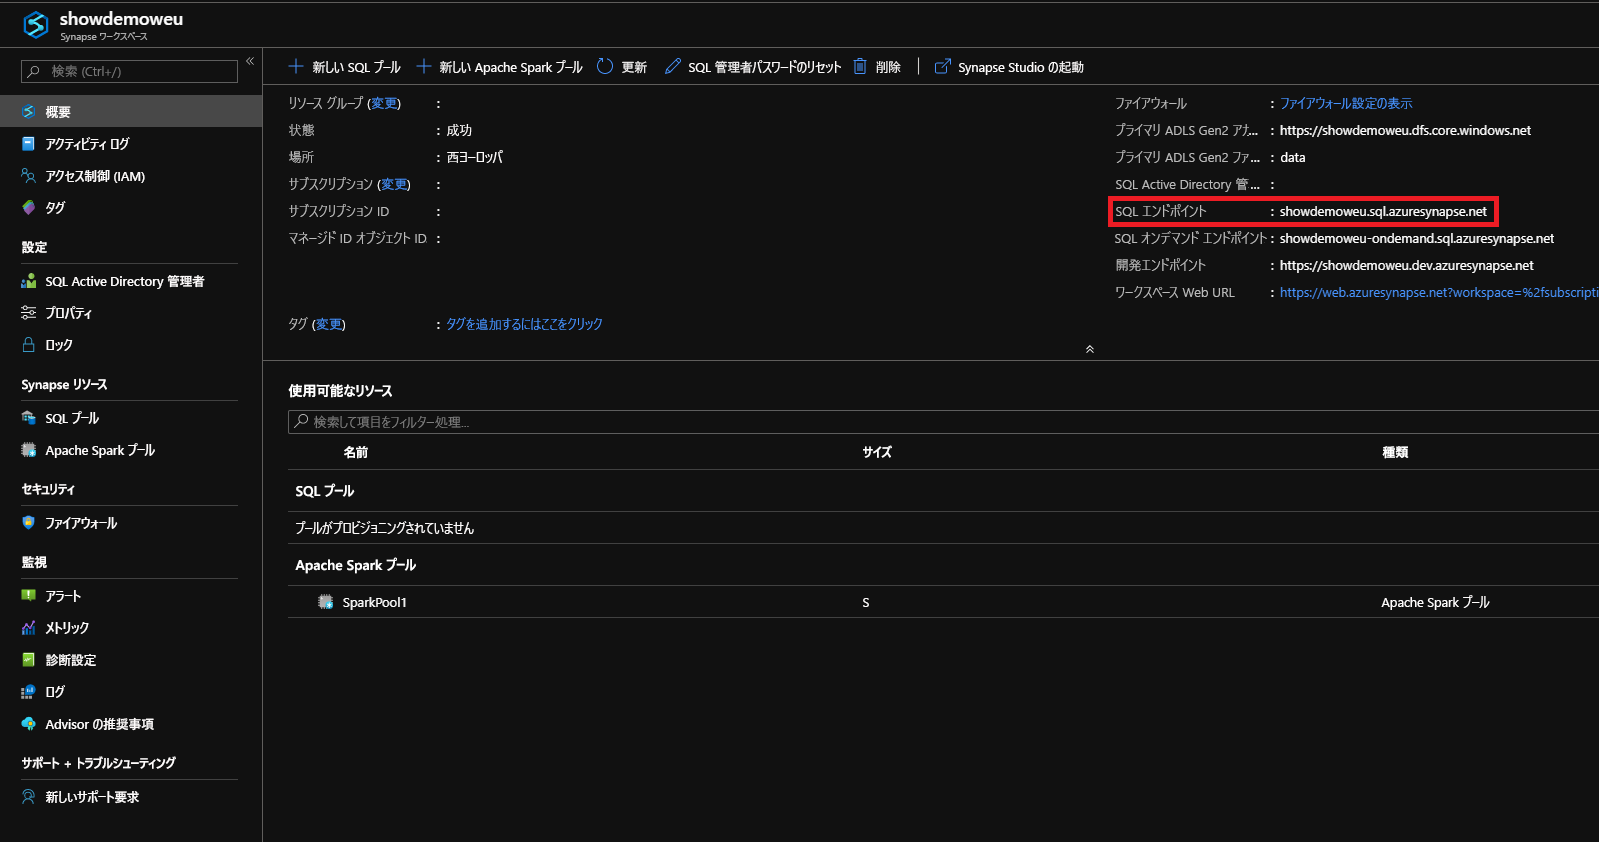 showdemoweu
Synapse ワークスペース
検索 (Ctrl+/)
«
概要
アクティビティ ログ
アクセス制御 (IAM)
タグ
設定
SQL Active Directory 管理者
プロパティ
ロック
Synapse リソース
SQL プール
Apache Spark プール
セキュリティ
ファイアウォール
監視
アラート
メトリック
診断設定
ログ
Advisor の推奨事項
サポート + トラブルシューティング
新しいサポート要求
新しい SQL プール 新しい Apache Spark プール 更新 SQL 管理者パスワードのリセット 削除 Synapse Studio の起動
リソース グループ (変更) :
状態 : 成功
場所 : 西ヨーロッパ
サブスクリプション (変更) :
サブスクリプション ID :
マネージド ID オブジェクト ID :
タグ (変更) : タグを追加するにはここをクリック
ファイアウォール : ファイアウォール設定の表示
プライマリ ADLS Gen2 アカ... : https://showdemoweu.dfs.core.windows.net
プライマリ ADLS Gen2 ファ... : data
SQL Active Directory 管... :
SQL エンドポイント : showdemoweu.sql.azuresynapse.net
SQL オンデマンド エンドポイント : showdemoweu-ondemand.sql.azuresynapse.net
開発エンドポイント : https://showdemoweu.dev.azuresynapse.net
ワークスペース Web URL : https://web.azuresynapse.net?workspace=%2fsubscripti
使用可能なリソース
検索して項目をフィルター処理...
名前 サイズ 種類
SQL プール
プールがプロビジョニングされていません
Apache Spark プール
SparkPool1 S Apache Spark プール